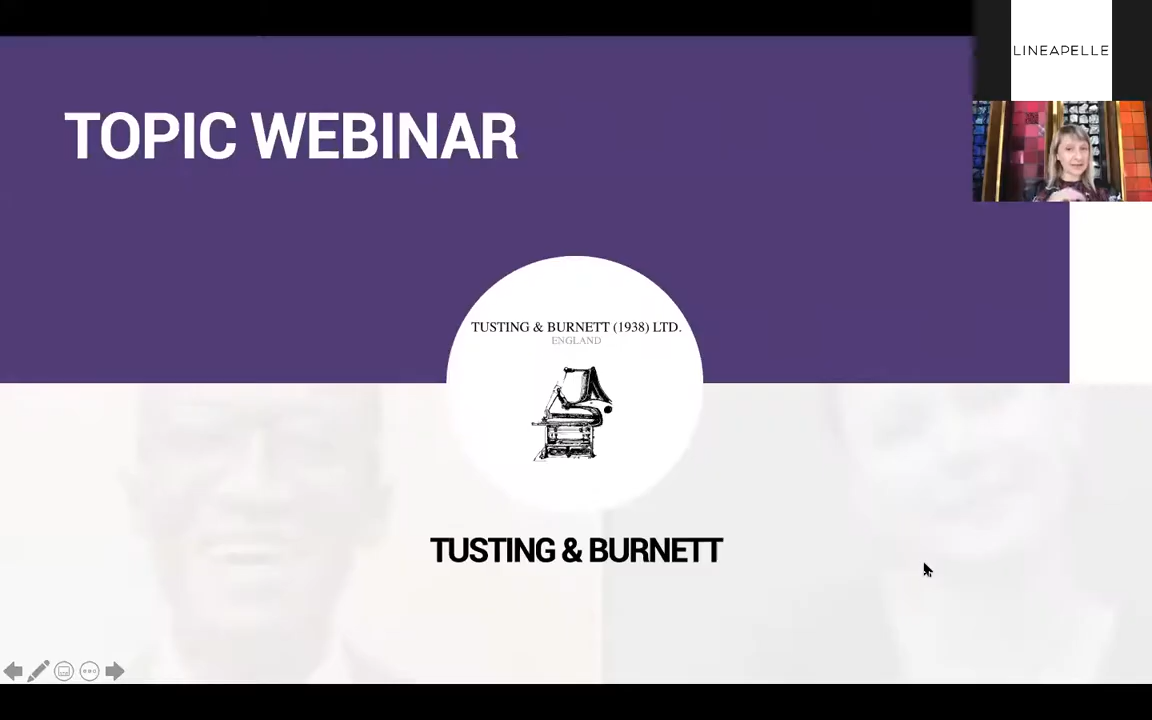 TOPIC WEBINAR
LINEAPELLE
TUSTING & BURNETT (1938) LTD.
ENGLAND
TUSTING & BURNETT